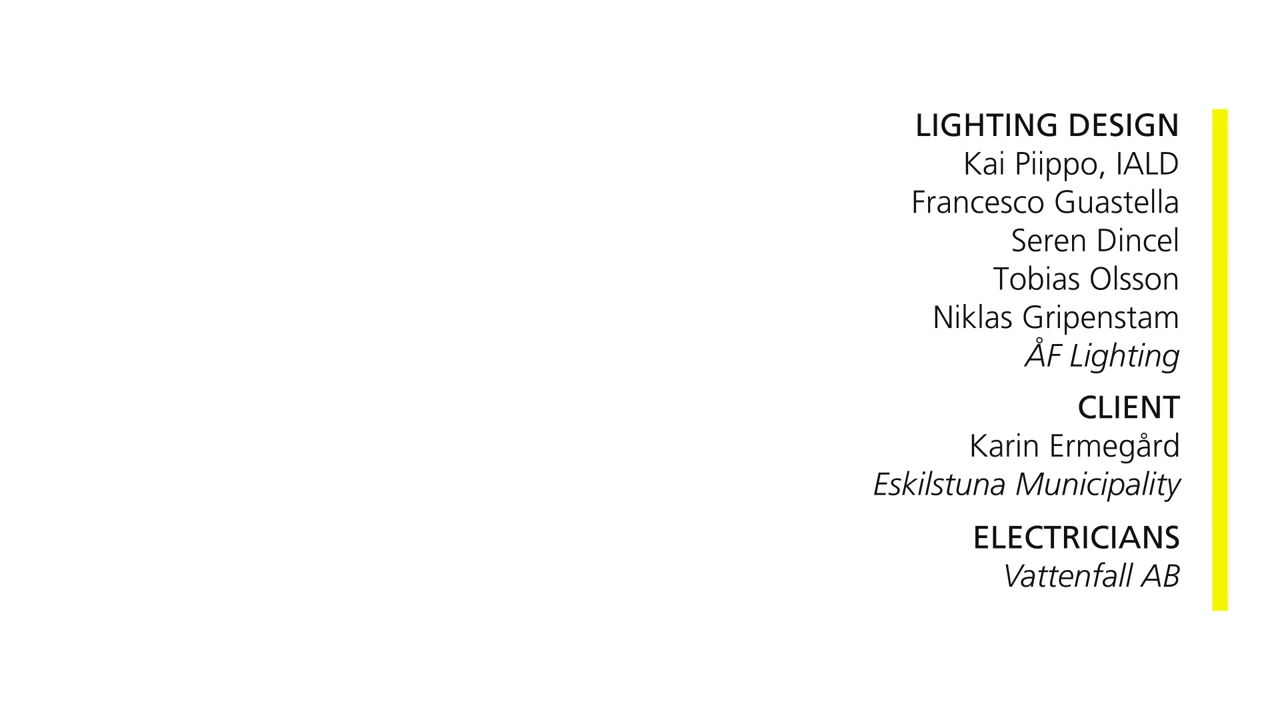 LIGHTING DESIGN
Kai Piippo, IALD
Francesco Guastella
Seren Dincel
Tobias Olsson
Niklas Gripenstam
ÅF Lighting
CLIENT
Karin Ermegård
Eskilstuna Municipality
ELECTRICIANS
Vattenfall AB